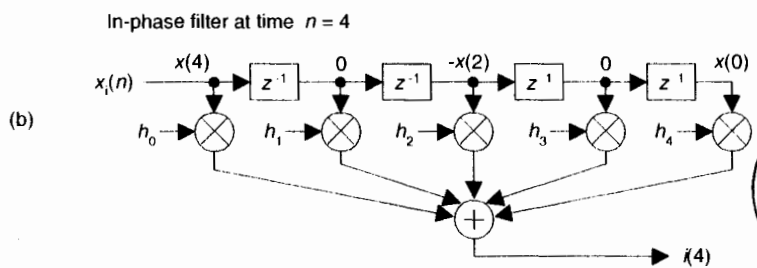 In-phase filter at time n = 4
x(4) 0 -x(2) 0 x(0)
xᵢ(n) z⁻¹ z⁻¹ z⁻¹ z⁻¹
(b)
h₀ h₁ h₂ h₃ h₄
+
i(4)